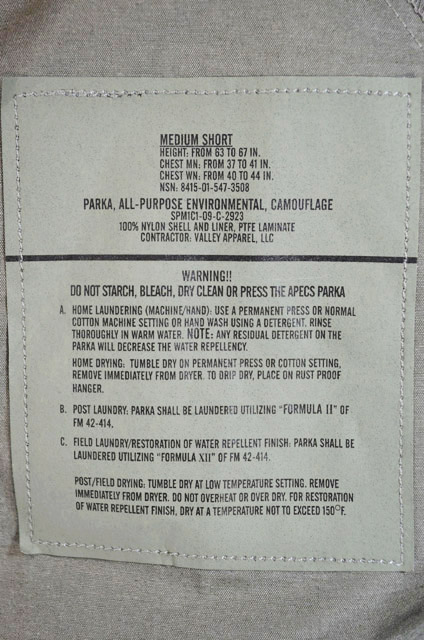 MEDIUM SHORT
HEIGHT: FROM 63 TO 67 IN.
CHEST MN: FROM 37 TO 41 IN.
CHEST WN: FROM 40 TO 44 IN.
NSN: 8415-01-547-3508
PARKA, ALL-PURPOSE ENVIRONMENTAL, CAMOUFLAGE
SPM1C1-09-C-2923
100% NYLON SHELL AND LINER, PTFE LAMINATE
CONTRACTOR: VALLEY APPAREL, LLC
WARNING!!
DO NOT STARCH, BLEACH, DRY CLEAN OR PRESS THE APECS PARKA
A. HOME LAUNDERING (MACHINE/HAND): USE A PERMANENT PRESS OR NORMAL
COTTON MACHINE SETTING OR HAND WASH USING A DETERGENT. RINSE
THOROUGHLY IN WARM WATER. NOTE: ANY RESIDUAL DETERGENT ON THE
PARKA WILL DECREASE THE WATER REPELLENCY.
HOME DRYING: TUMBLE DRY ON PERMANENT PRESS OR COTTON SETTING,
REMOVE IMMEDIATELY FROM DRYER. TO DRIP DRY, PLACE ON RUST PROOF
HANGER.
B. POST LAUNDRY: PARKA SHALL BE LAUNDERED UTILIZING "FORMULA II" OF
FM 42-414.
C. FIELD LAUNDRY/RESTORATION OF WATER REPELLENT FINISH: PARKA SHALL BE
LAUNDERED UTILIZING "FORMULA XII" OF FM 42-414.
POST/FIELD DRYING: TUMBLE DRY AT LOW TEMPERATURE SETTING. REMOVE
IMMEDIATELY FROM DRYER. DO NOT OVERHEAT OR OVER DRY. FOR RESTORATION
OF WATER REPELLENT FINISH, DRY AT A TEMPERATURE NOT TO EXCEED 150°F.